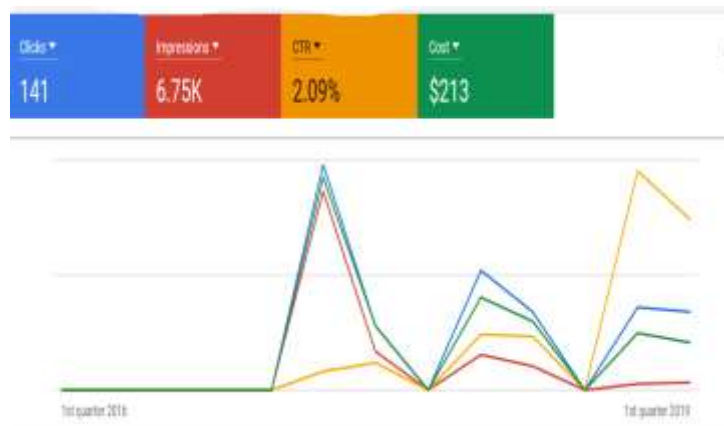 Clicks ▾
141
Impressions ▾
6.75K
CTR ▾
2.09%
Cost ▾
$213
1st quarter 2016
1st quarter 2019